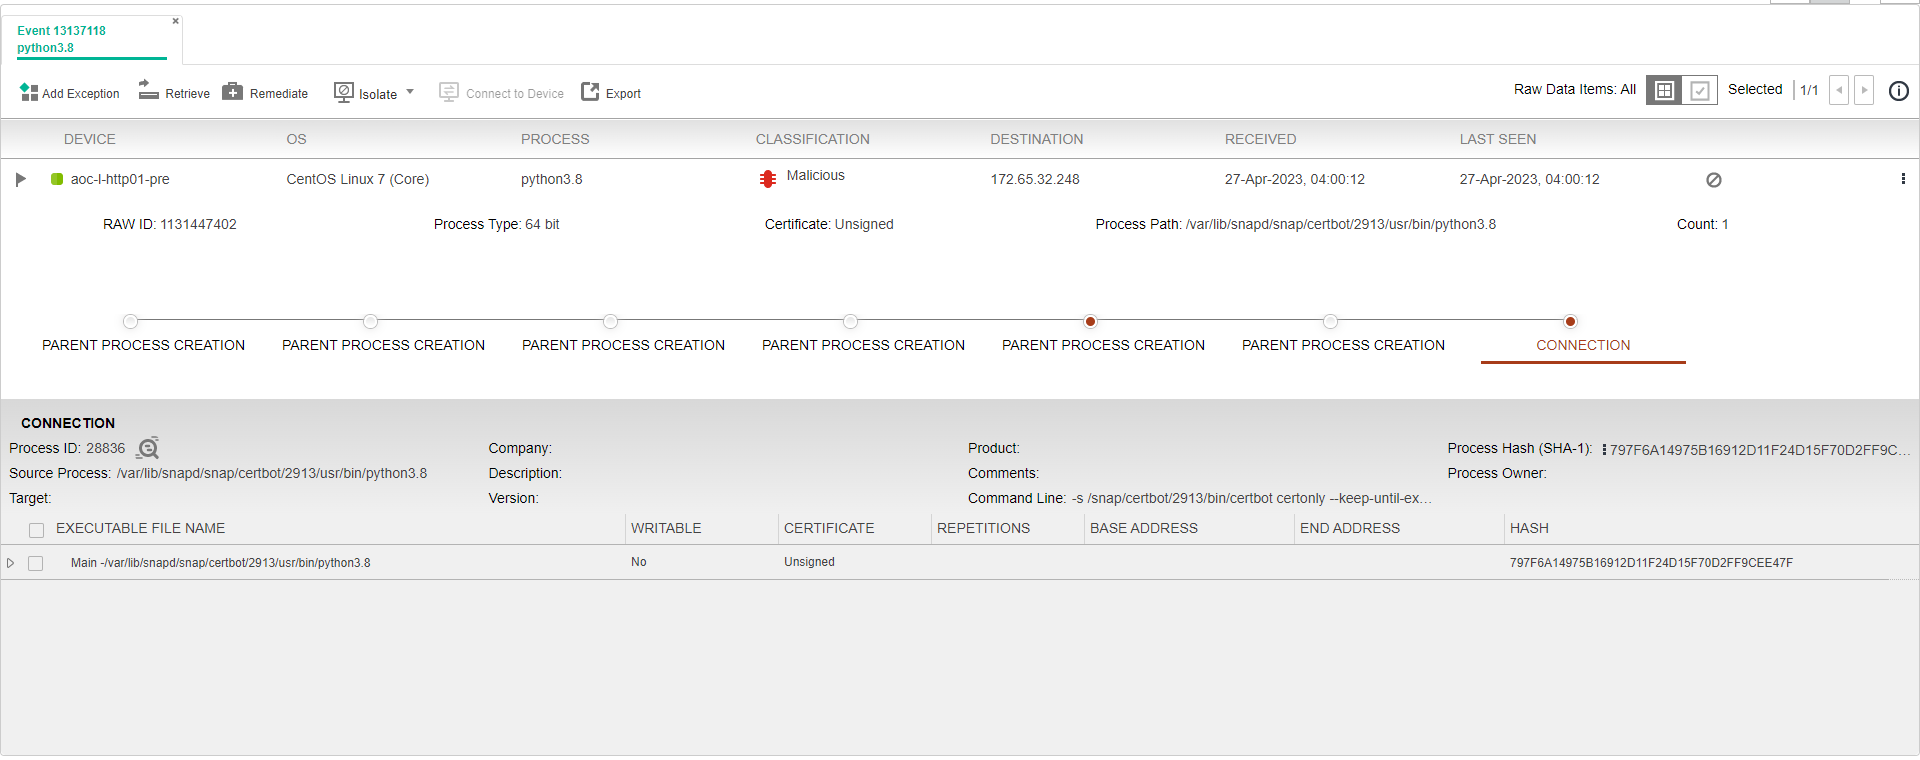 Event 13137118
python3.8
Add Exception Retrieve Remediate Isolate Connect to Device Export Raw Data Items: All Selected 1/1
DEVICE OS PROCESS CLASSIFICATION DESTINATION RECEIVED LAST SEEN
aoc-l-http01-pre CentOS Linux 7 (Core) python3.8 Malicious 172.65.32.248 27-Apr-2023, 04:00:12 27-Apr-2023, 04:00:12
RAW ID: 1131447402 Process Type: 64 bit Certificate: Unsigned Process Path: /var/lib/snapd/snap/certbot/2913/usr/bin/python3.8 Count: 1
PARENT PROCESS CREATION PARENT PROCESS CREATION PARENT PROCESS CREATION PARENT PROCESS CREATION PARENT PROCESS CREATION PARENT PROCESS CREATION CONNECTION
CONNECTION
Process ID: 28836 Company: Product: Process Hash (SHA-1): 797F6A14975B16912D11F24D15F70D2FF9C...
Source Process: /var/lib/snapd/snap/certbot/2913/usr/bin/python3.8 Description: Comments: Process Owner:
Target: Version: Command Line: -s /snap/certbot/2913/bin/certbot certonly --keep-until-ex...
EXECUTABLE FILE NAME WRITABLE CERTIFICATE REPETITIONS BASE ADDRESS END ADDRESS HASH
Main -/var/lib/snapd/snap/certbot/2913/usr/bin/python3.8 No Unsigned 797F6A14975B16912D11F24D15F70D2FF9CEE47F